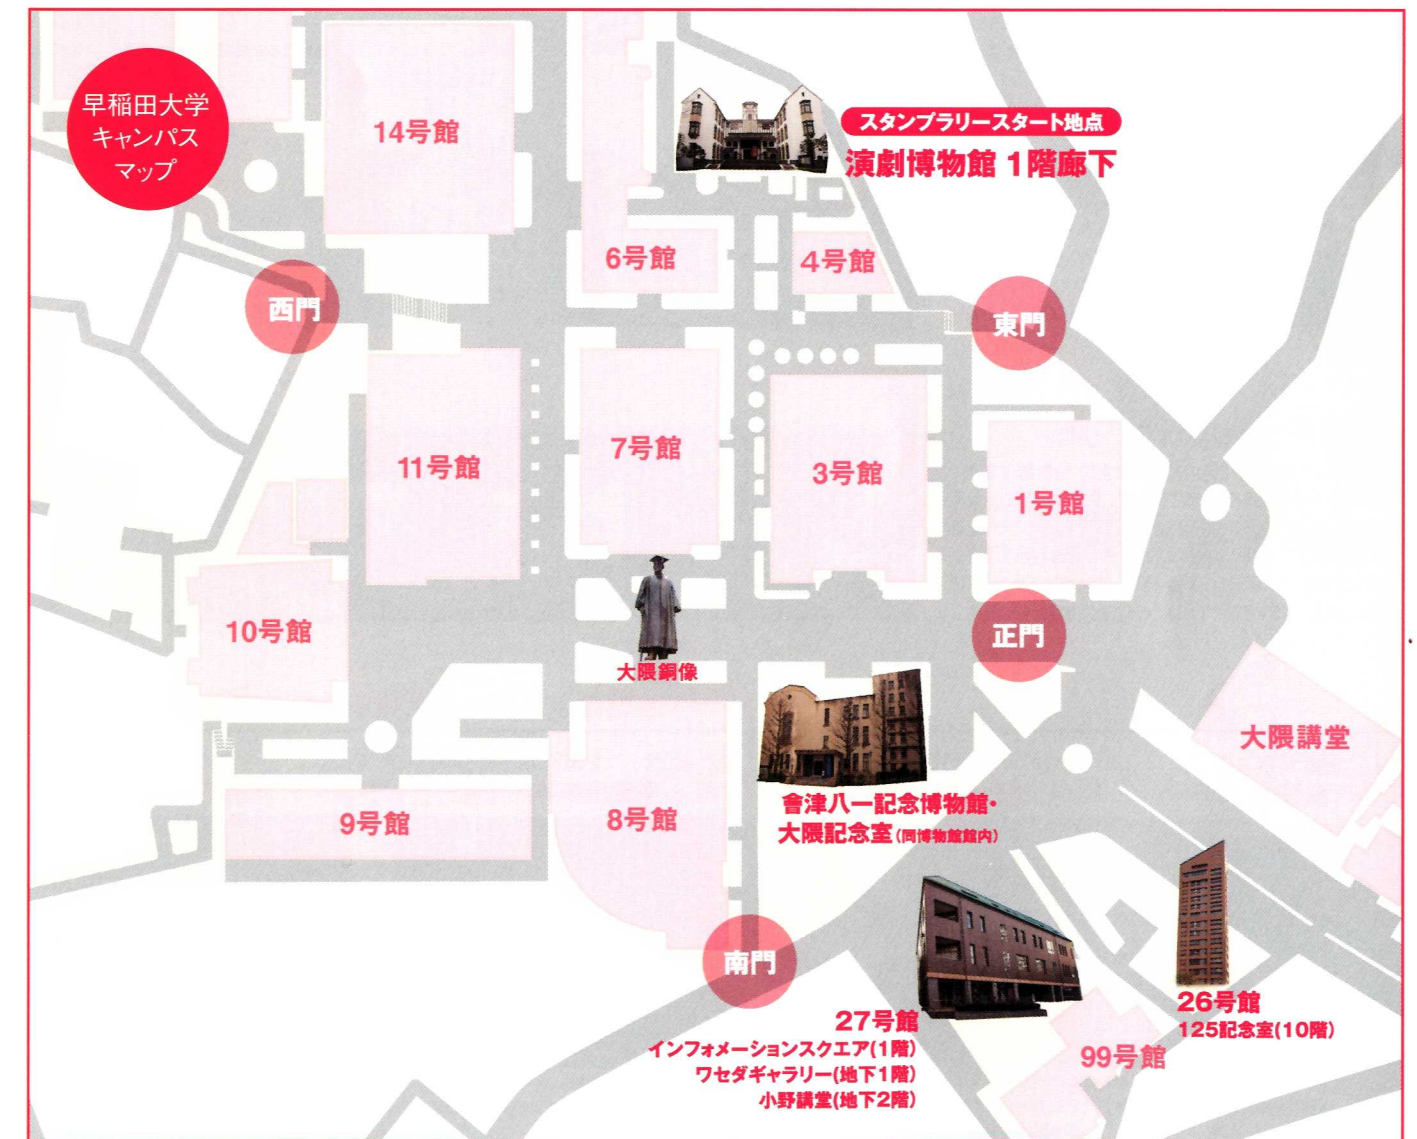 早稲田大学
キャンパス
マップ
14号館
スタンプラリースタート地点
演劇博物館 1階廊下
6号館
4号館
西門
東門
11号館
7号館
3号館
1号館
10号館
大隈銅像
正門
大隈講堂
9号館
8号館
會津八一記念博物館・
大隈記念室(同博物館館内)
南門
27号館
インフォメーションスクエア(1階)
ワセダギャラリー(地下1階)
小野講堂(地下2階)
26号館
125記念室(10階)
99号館